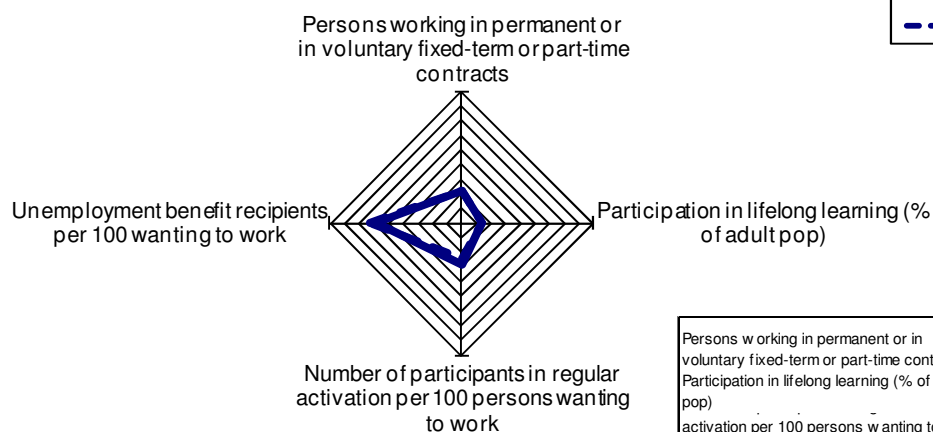 Persons working in permanent or
in voluntary fixed-term or part-time
contracts
Unemployment benefit recipients
per 100 wanting to work
Participation in lifelong learning (%
of adult pop)
Number of participants in regular
activation per 100 persons wanting
to work
Persons working in permanent or in
voluntary fixed-term or part-time cont
Participation in lifelong learning (% of
pop)
activation per 100 persons wanting to